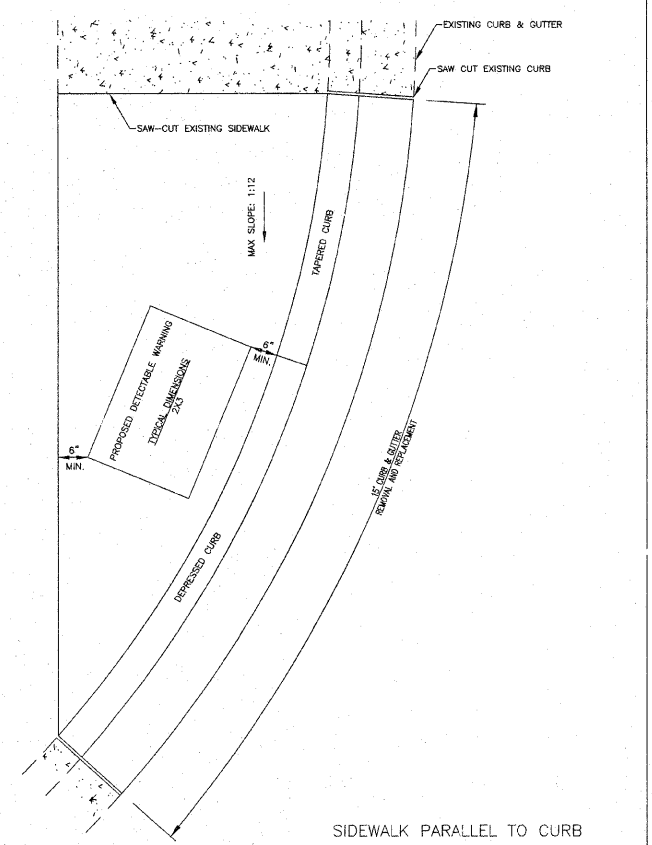 EXISTING CURB & GUTTER
SAW CUT EXISTING CURB
SAW-CUT EXISTING SIDEWALK
MAX SLOPE: 1:12
TAPERED CURB
6"
MIN.
PROPOSED DETECTABLE WARNING
TYPICAL DIMENSIONS
2X3
6"
MIN.
15' CURB & GUTTER
REMOVAL AND REPLACEMENT
DEPRESSED CURB
SIDEWALK PARALLEL TO CURB